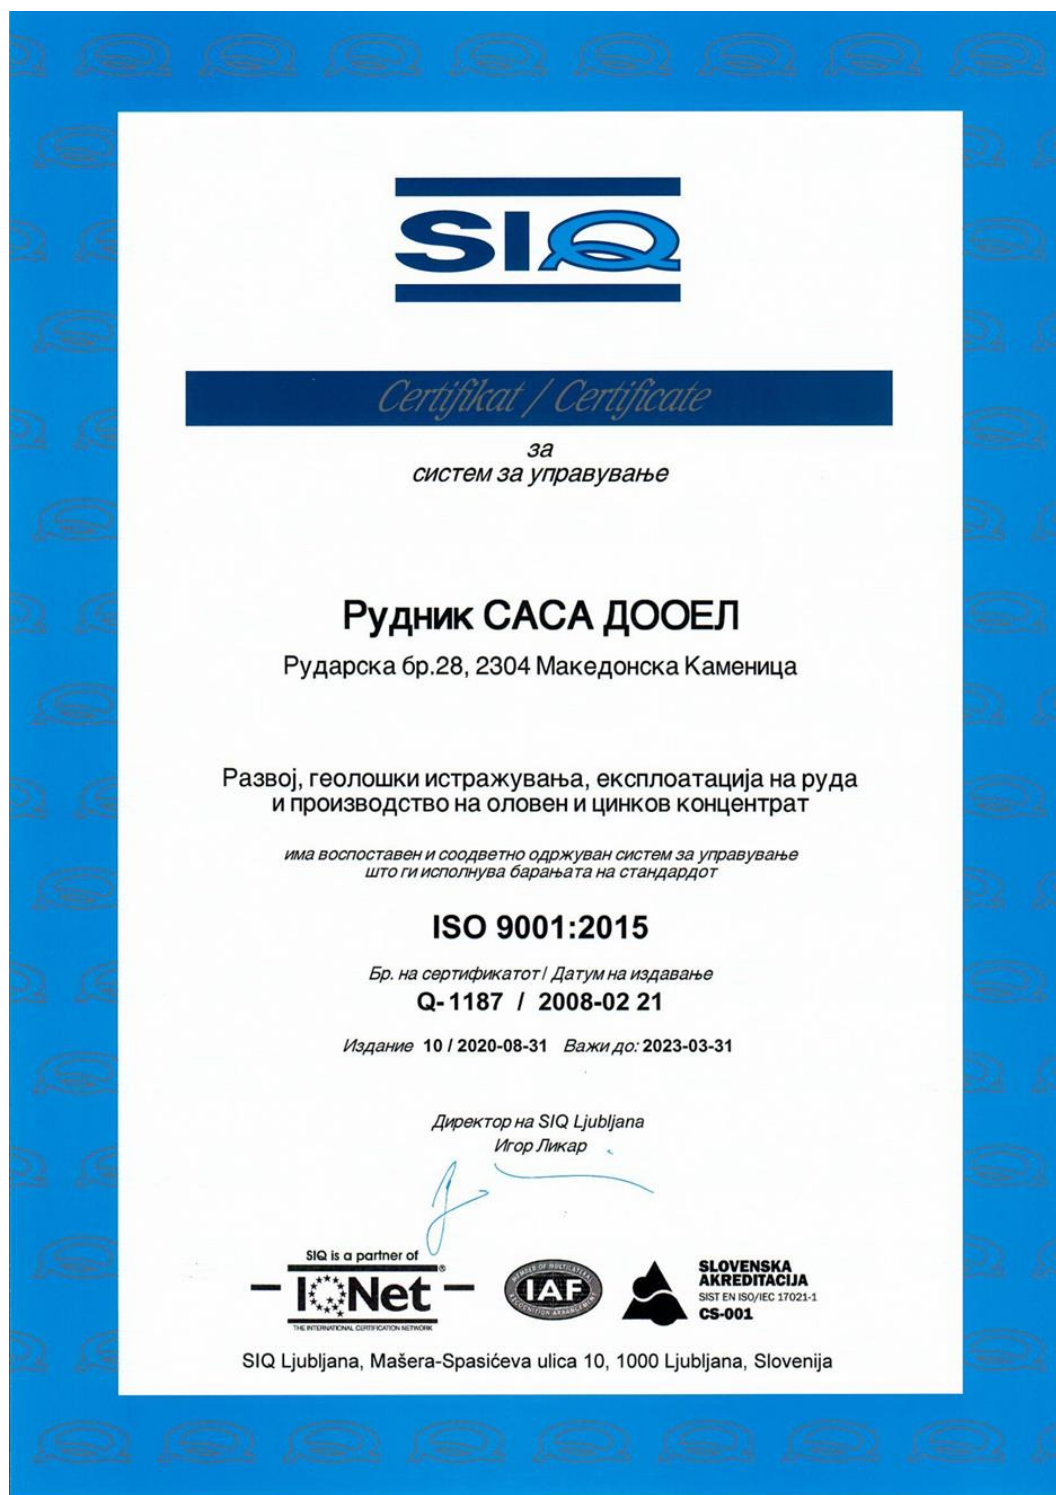 SIQ
Certifikat / Certificate
за
систем за управување
Рудник САСА ДООЕЛ
Рударска бр.28, 2304 Македонска Каменица
Развој, геолошки истражувања, експлоатација на руда
и производство на оловен и цинков концентрат
има воспоставен и соодветно одржуван систем за управување
што ги исполнува барањата на стандардот
ISO 9001:2015
Бр. на сертификатот / Датум на издавање
Q-1187 / 2008-02 21
Издание 10 / 2020-08-31 Важи до: 2023-03-31
Директор на SIQ Ljubljana
Игор Ликар
SIQ is a partner of
IQNet ®
THE INTERNATIONAL CERTIFICATION NETWORK
MEMBER OF MULTILATERAL
IAF
RECOGNITION ARRANGEMENT
SLOVENSKA
AKREDITACIJA
SIST EN ISO/IEC 17021-1
CS-001
SIQ Ljubljana, Mašera-Spasićeva ulica 10, 1000 Ljubljana, Slovenija